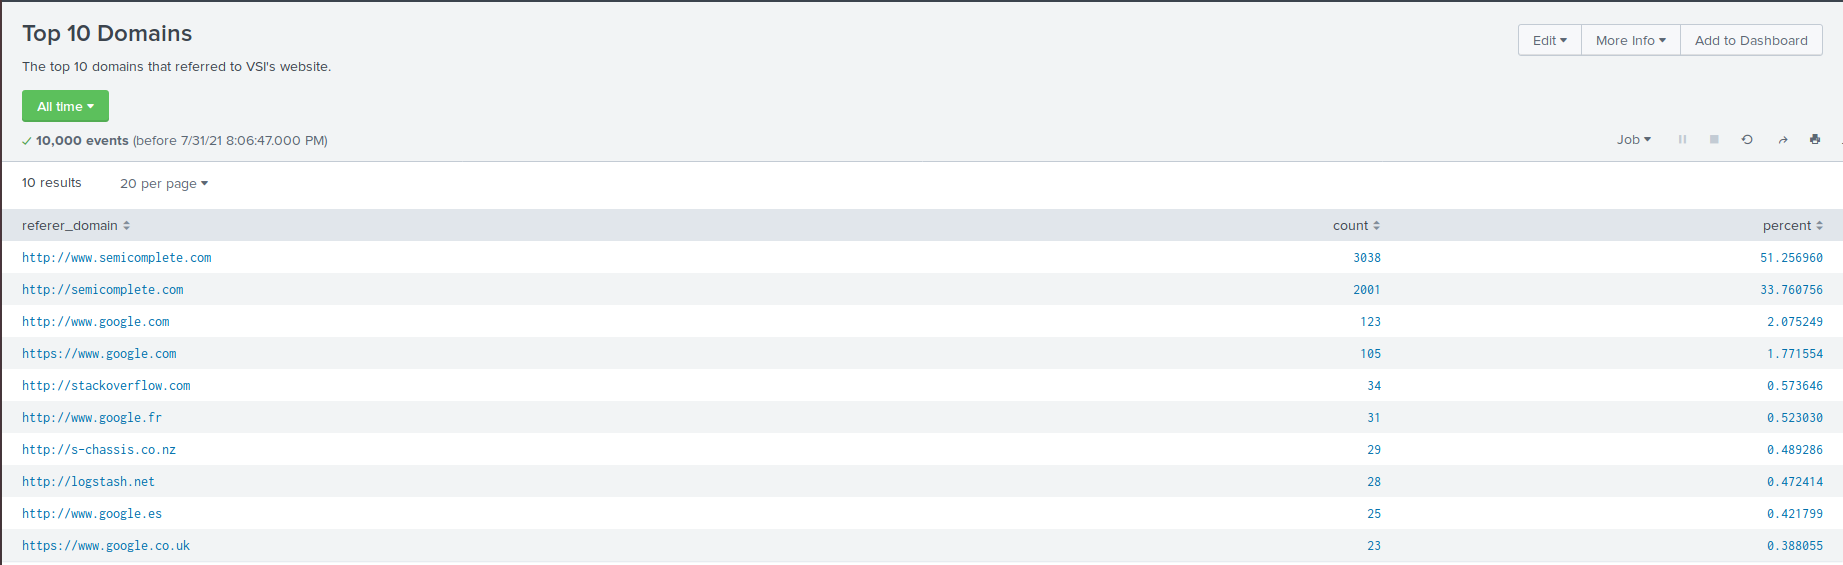 Top 10 Domains
Edit More Info Add to Dashboard
The top 10 domains that referred to VSI's website.
All time
10,000 events (before 7/31/21 8:06:47.000 PM)
Job
10 results 20 per page
referer_domain count percent
http://www.semicomplete.com 3038 51.256960
http://semicomplete.com 2001 33.760756
http://www.google.com 123 2.075249
https://www.google.com 105 1.771554
http://stackoverflow.com 34 0.573646
http://www.google.fr 31 0.523030
http://s-chassis.co.nz 29 0.489286
http://logstash.net 28 0.472414
http://www.google.es 25 0.421799
https://www.google.co.uk 23 0.388055